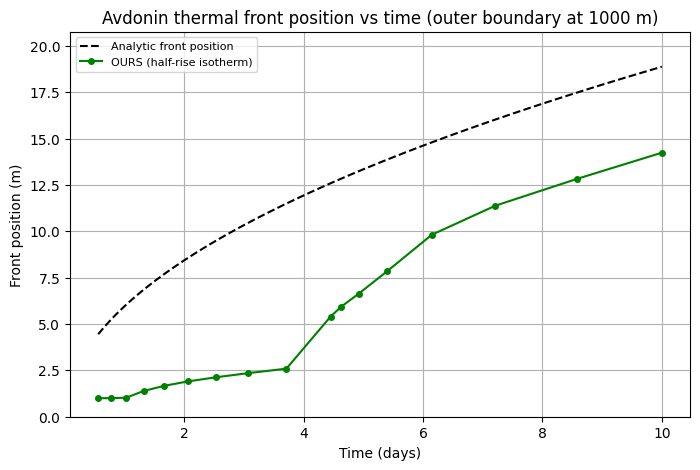 Avdonin thermal front position vs time (outer boundary at 1000 m)
Analytic front position
OURS (half-rise isotherm)
Front position (m)
20.0
17.5
15.0
12.5
10.0
7.5
5.0
2.5
0.0
2 4 6 8 10
Time (days)